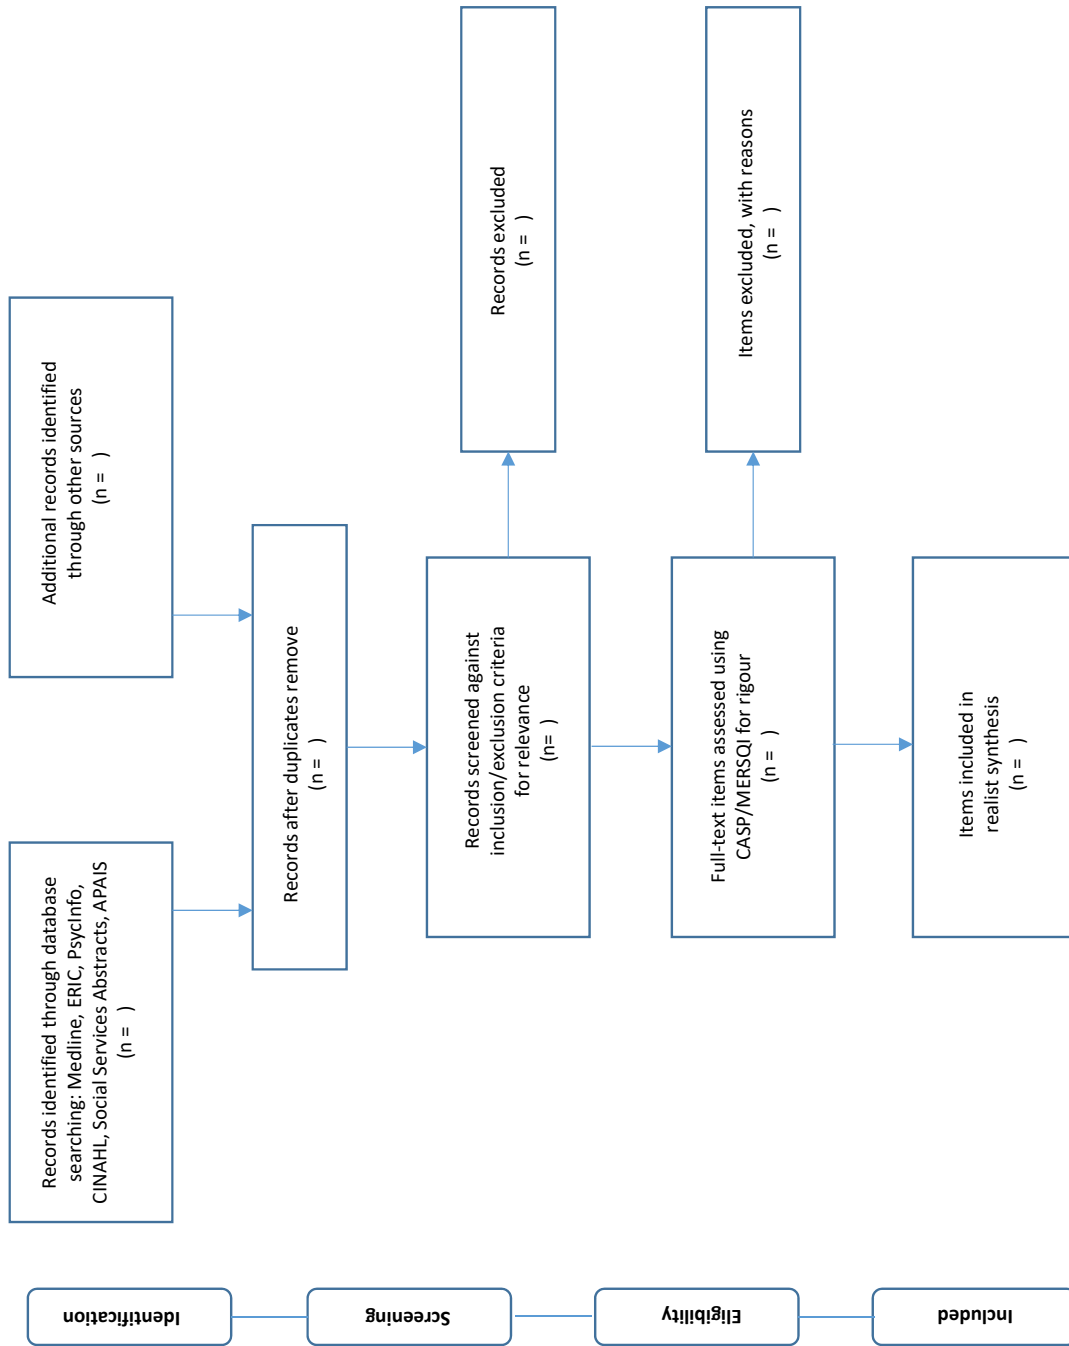 Identification
Records identified through database
searching: Medline, ERIC, PsycInfo,
CINAHL, Social Services Abstracts, APAIS
(n =  )
Additional records identified
through other sources
(n =  )
Records after duplicates remove
(n =  )
Screening
Records screened against
inclusion/exclusion criteria
for relevance
(n=  )
Records excluded
(n =  )
Eligibility
Full-text items assessed using
CASP/MERSQI for rigour
(n =  )
Items excluded, with reasons
(n =  )
Included
Items included in
realist synthesis
(n =  )